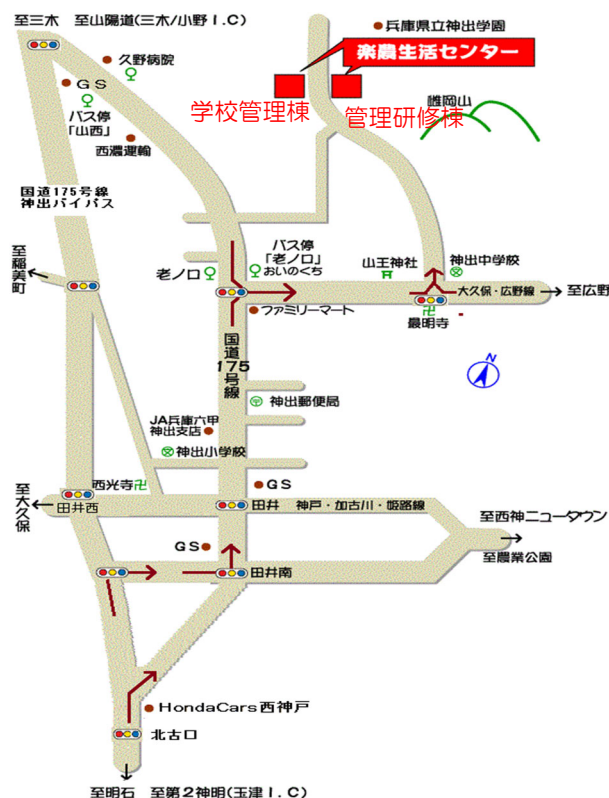 至三木 至山陽道(三木/小野I.C)
兵庫県立神出学園
楽農生活センター
久野病院
GS
バス停
「山西」
学校管理棟
管理研修棟
雌岡山
西濃運輸
国道175号線
神出バイパス
至稲美町
老ノ口
バス停
「老ノ口」
おいのくち
山王神社
神出中学校
大久保・広野線
至広野
ファミリーマート
最明寺
国道175号線
N
神出郵便局
JA兵庫六甲
神出支店
神出小学校
西光寺
GS
至大久保
田井西
田井
神戸・加古川・姫路線
至西神ニュータウン
至農業公園
GS
田井南
HondaCars西神戸
北古口
至明石 至第2神明(玉津I.C)